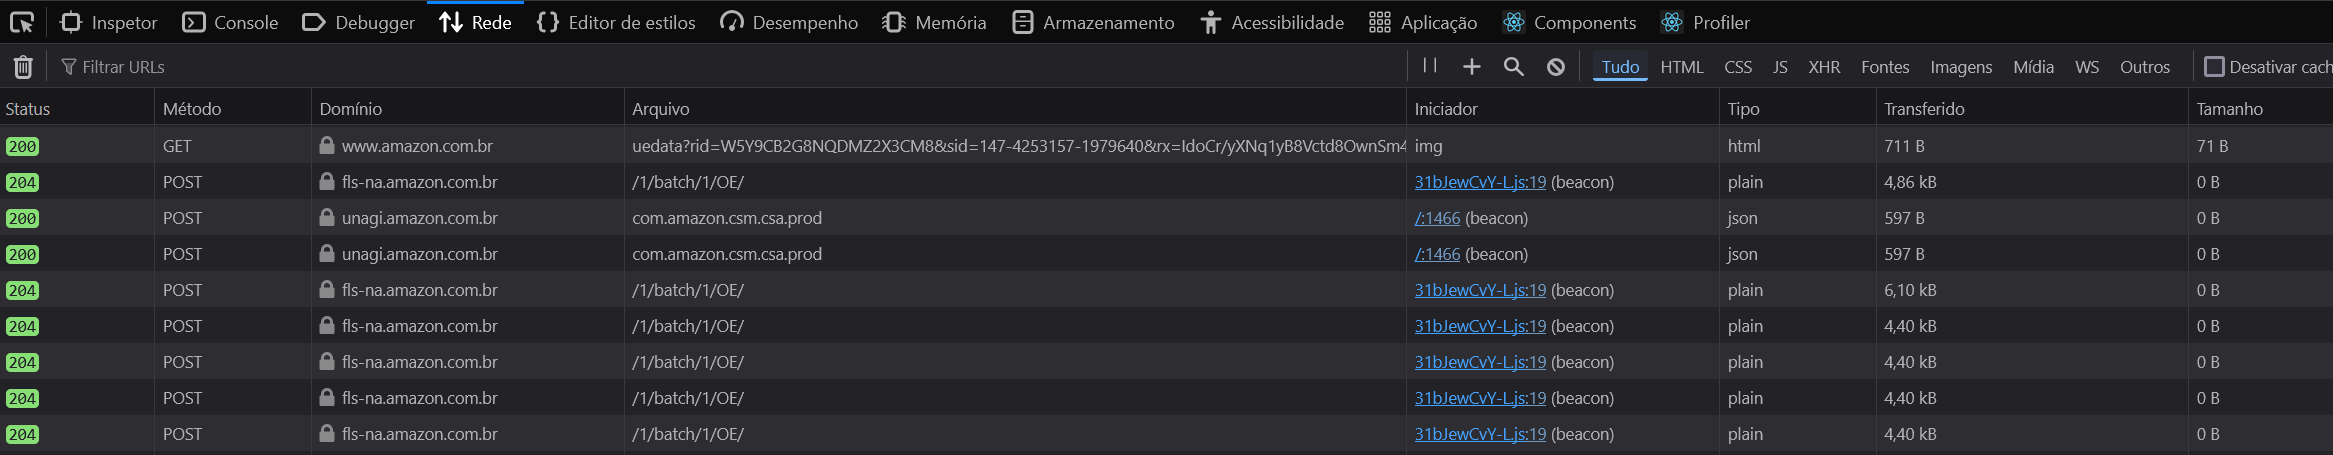 Inspetor Console Debugger Rede Editor de estilos Desempenho Memória Armazenamento Acessibilidade Aplicação Components Profiler
Filtrar URLs Tudo HTML CSS JS XHR Fontes Imagens Mídia WS Outros Desativar cach
Status Método Domínio Arquivo Iniciador Tipo Transferido Tamanho
200 GET www.amazon.com.br uedata?rid=W5Y9CB2G8NQDMZ2X3CM8&sid=147-4253157-1979640&rx=IdoCr/yXNq1yB8Vctd8OwnSm4 img html 711 B 71 B
204 POST fls-na.amazon.com.br /1/batch/1/OE/ 31bJewCvY-L.js:19 (beacon) plain 4,86 kB 0 B
200 POST unagi.amazon.com.br com.amazon.csm.csa.prod /:1466 (beacon) json 597 B 0 B
200 POST unagi.amazon.com.br com.amazon.csm.csa.prod /:1466 (beacon) json 597 B 0 B
204 POST fls-na.amazon.com.br /1/batch/1/OE/ 31bJewCvY-L.js:19 (beacon) plain 6,10 kB 0 B
204 POST fls-na.amazon.com.br /1/batch/1/OE/ 31bJewCvY-L.js:19 (beacon) plain 4,40 kB 0 B
204 POST fls-na.amazon.com.br /1/batch/1/OE/ 31bJewCvY-L.js:19 (beacon) plain 4,40 kB 0 B
204 POST fls-na.amazon.com.br /1/batch/1/OE/ 31bJewCvY-L.js:19 (beacon) plain 4,40 kB 0 B
204 POST fls-na.amazon.com.br /1/batch/1/OE/ 31bJewCvY-L.js:19 (beacon) plain 4,40 kB 0 B